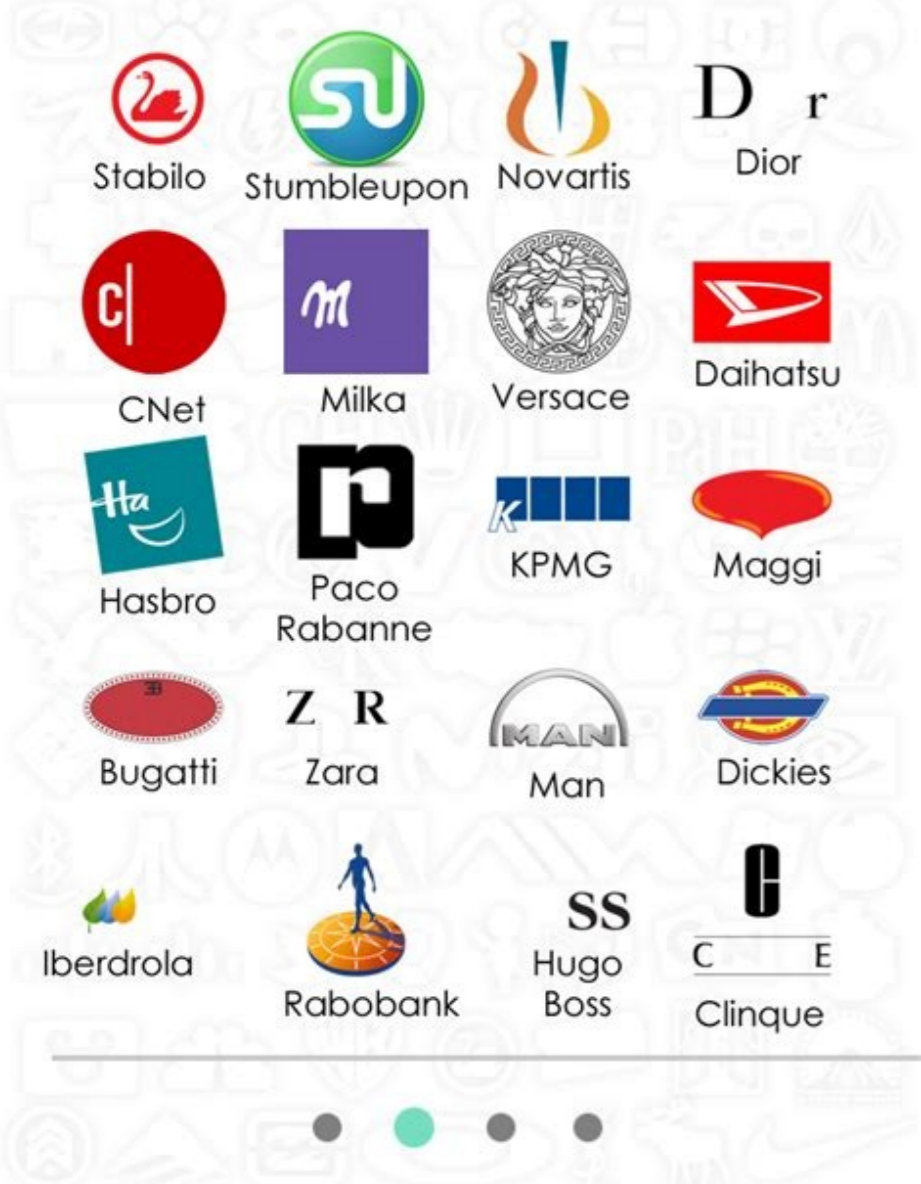 SU
D r
Stabilo
Stumbleupon
Novartis
Dior
c|
m
CNet
Milka
Versace
Daihatsu
Ha
r
K
Hasbro
Paco
Rabanne
KPMG
Maggi
EB
Z R
MAN
Bugatti
Zara
Man
Dickies
SS
C
C E
Iberdrola
Rabobank
Hugo
Boss
Clinque